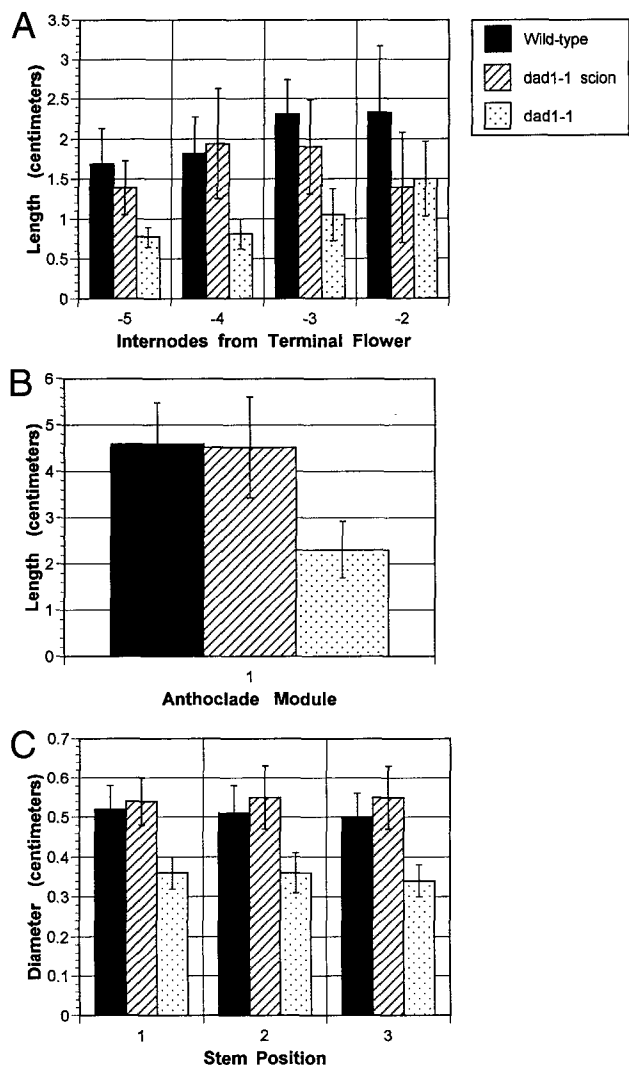 A
Length (centimeters)
3.5
3
2.5
2
1.5
1
0.5
0
-5 -4 -3 -2
Internodes from Terminal Flower
Wild-type
dad1-1 scion
dad1-1
B
Length (centimeters)
6
5
4
3
2
1
0
1
Anthoclade Module
C
Diameter (centimeters)
0.7
0.6
0.5
0.4
0.3
0.2
0.1
0
1 2 3
Stem Position